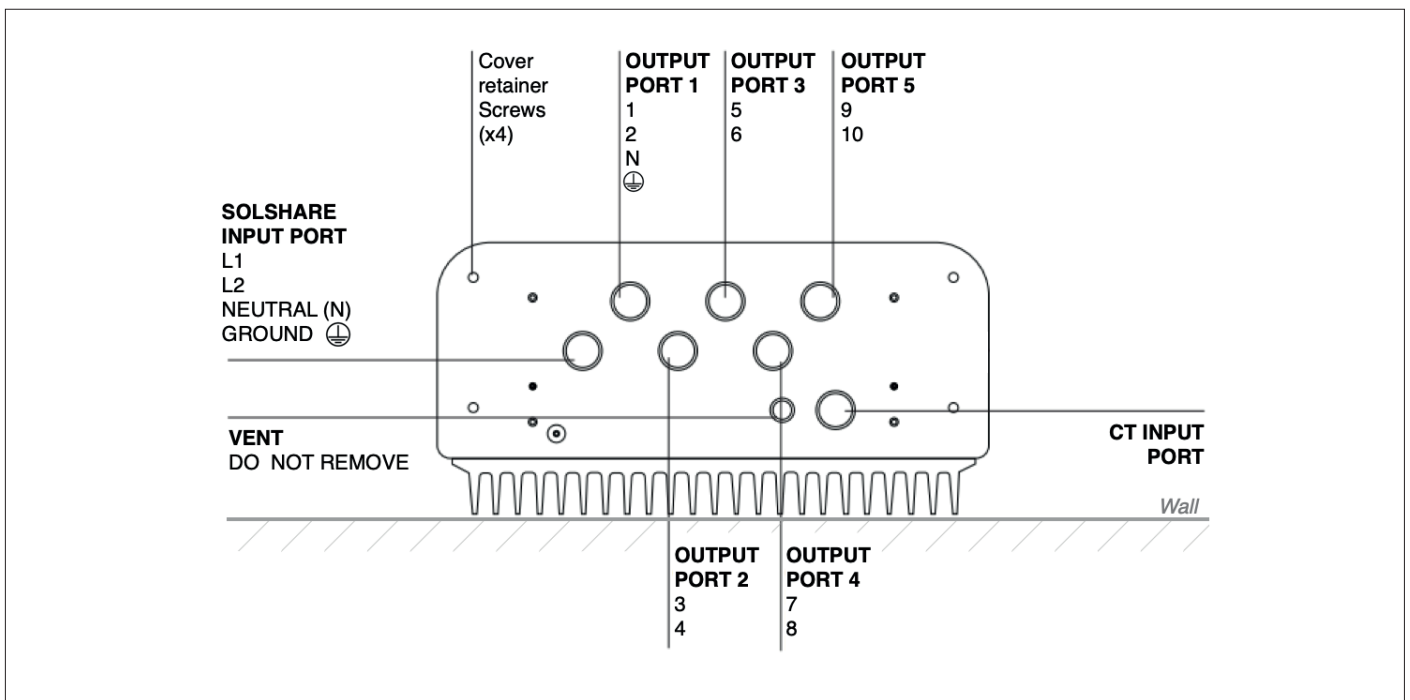 Cover
retainer
Screws
(x4)
OUTPUT
PORT 1
1
2
N
OUTPUT
PORT 3
5
6
OUTPUT
PORT 5
9
10
SOLSHARE
INPUT PORT
L1
L2
NEUTRAL (N)
GROUND
VENT
DO NOT REMOVE
CT INPUT
PORT
Wall
OUTPUT
PORT 2
3
4
OUTPUT
PORT 4
7
8